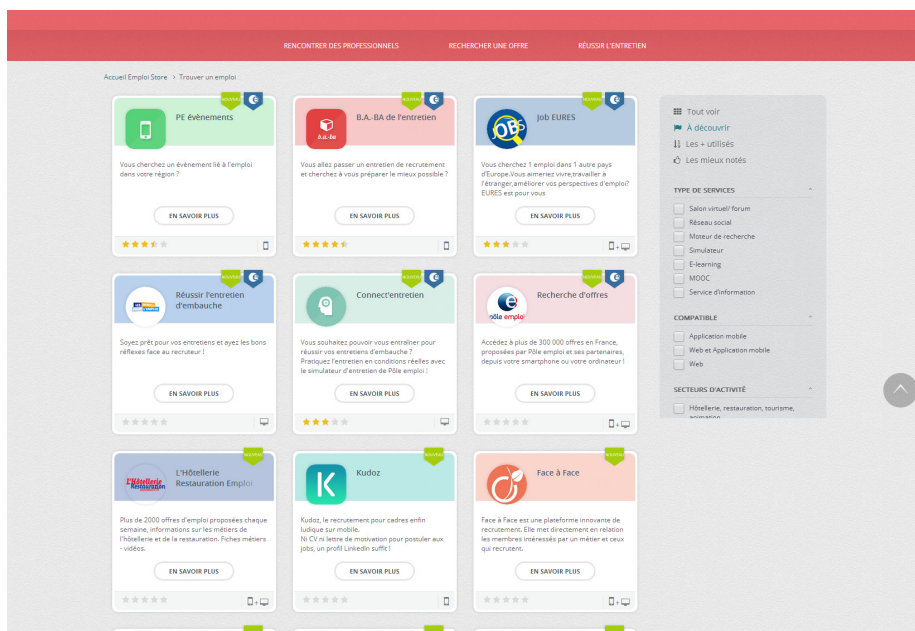 RENCONTRER DES PROFESSIONNELS RECHERCHER UNE OFFRE RÉUSSIR L'ENTRETIEN
Accueil Emploi Store > Trouver un emploi
NOUVEAU
PE évènements
Vous cherchez un évènement lié à l'emploi
dans votre région ?
EN SAVOIR PLUS
NOUVEAU
b.a.-ba
B.A.-BA de l'entretien
Vous allez passer un entretien de recrutement
et cherchez à vous préparer le mieux possible ?
EN SAVOIR PLUS
NOUVEAU
JOBS
Job EURES
Vous cherchez 1 emploi dans 1 autre pays
d'Europe.Vous aimeriez vivre,travailler à
l'étranger,améliorer vos perspectives d'emploi?
EURES est pour vous
EN SAVOIR PLUS
NOUVEAU
Réussir l'entretien
d'embauche
Soyez prêt pour vos entretiens et ayez les bons
réflexes face au recruteur !
EN SAVOIR PLUS
NOUVEAU
Connect'entretien
Vous souhaitez pouvoir vous entraîner pour
réussir vos entretiens d'embauche ?
Pratiquez l'entretien en conditions réelles avec
le simulateur d'entretien de Pôle emploi !
EN SAVOIR PLUS
NOUVEAU
pôle emploi
Recherche d'offres
Accédez à plus de 300 000 offres en France,
proposées par Pôle emploi et ses partenaires,
depuis votre smartphone ou votre ordinateur !
EN SAVOIR PLUS
NOUVEAU
L'Hôtellerie
Restauration
L'Hôtellerie
Restauration Emploi
Plus de 2000 offres d'emploi proposées chaque
semaine, informations sur les métiers de
l'hôtellerie et de la restauration. Fiches métiers
- vidéos.
EN SAVOIR PLUS
NOUVEAU
K
Kudoz
Kudoz, le recrutement pour cadres enfin
ludique sur mobile.
Ni CV ni lettre de motivation pour postuler aux
jobs, un profil LinkedIn suffit !
EN SAVOIR PLUS
NOUVEAU
Face à Face
Face à Face est une plateforme innovante de
recrutement. Elle met directement en relation
les membres intéressés par un métier et ceux
qui recrutent.
EN SAVOIR PLUS
Tout voir
À découvrir
Les + utilisés
Les mieux notés
TYPE DE SERVICES
Salon virtuel/ forum
Réseau social
Moteur de recherche
Simulateur
E-learning
MOOC
Service d'information
COMPATIBLE
Application mobile
Web et Application mobile
Web
SECTEURS D'ACTIVITÉ
Hôtellerie, restauration, tourisme,
animation